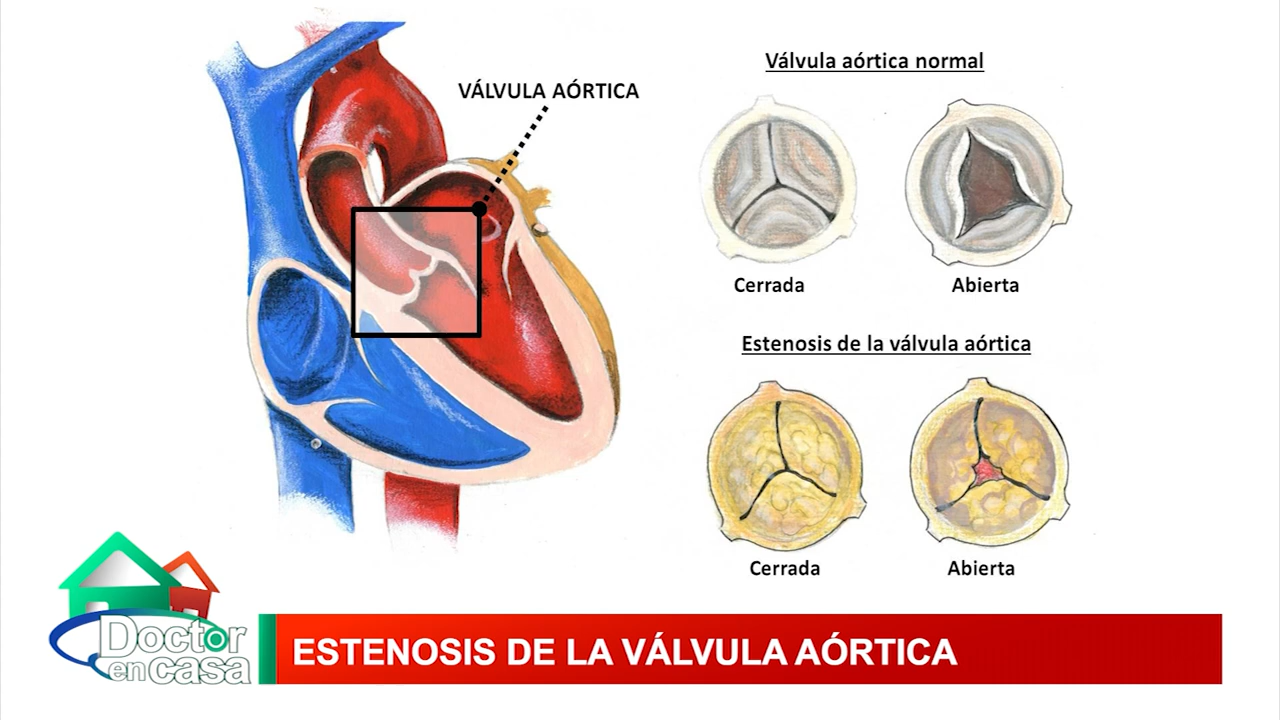 VÁLVULA AÓRTICA
Válvula aórtica normal
Cerrada
Abierta
Estenosis de la válvula aórtica
Cerrada
Abierta
Doctor
en casa
ESTENOSIS DE LA VÁLVULA AÓRTICA